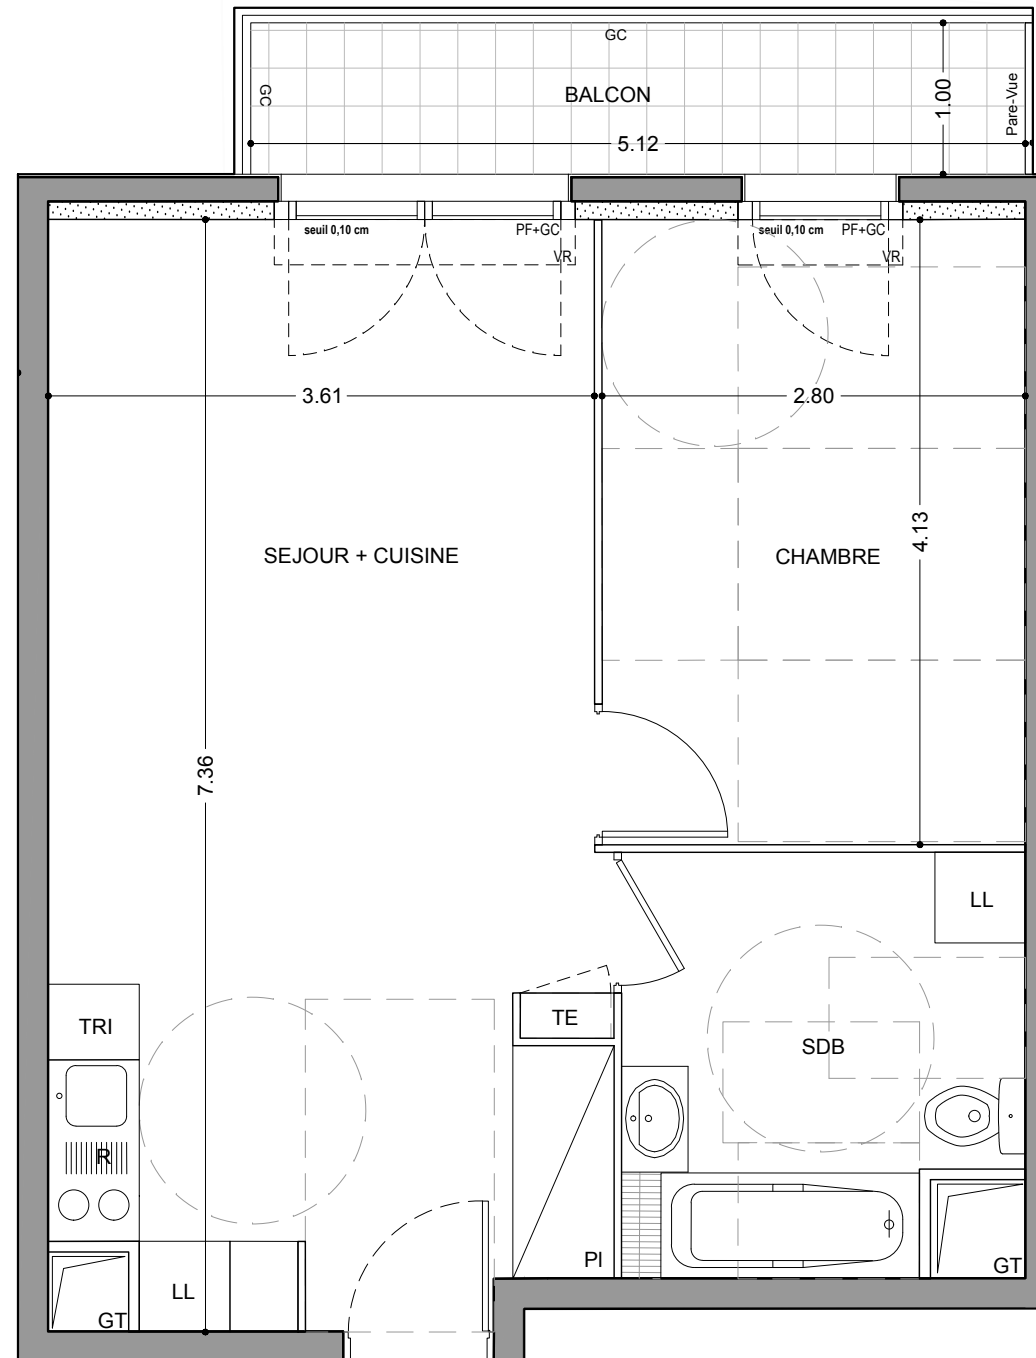 GC
GC
BALCON
1.00
Pare-Vue
5.12
seuil 0,10 cm
PF+GC
VR
seuil 0,10 cm
PF+GC
VR
3.61
2.80
SEJOUR + CUISINE
CHAMBRE
4.13
7.36
LL
TRI
TE
SDB
R
PI
GT
LL
GT